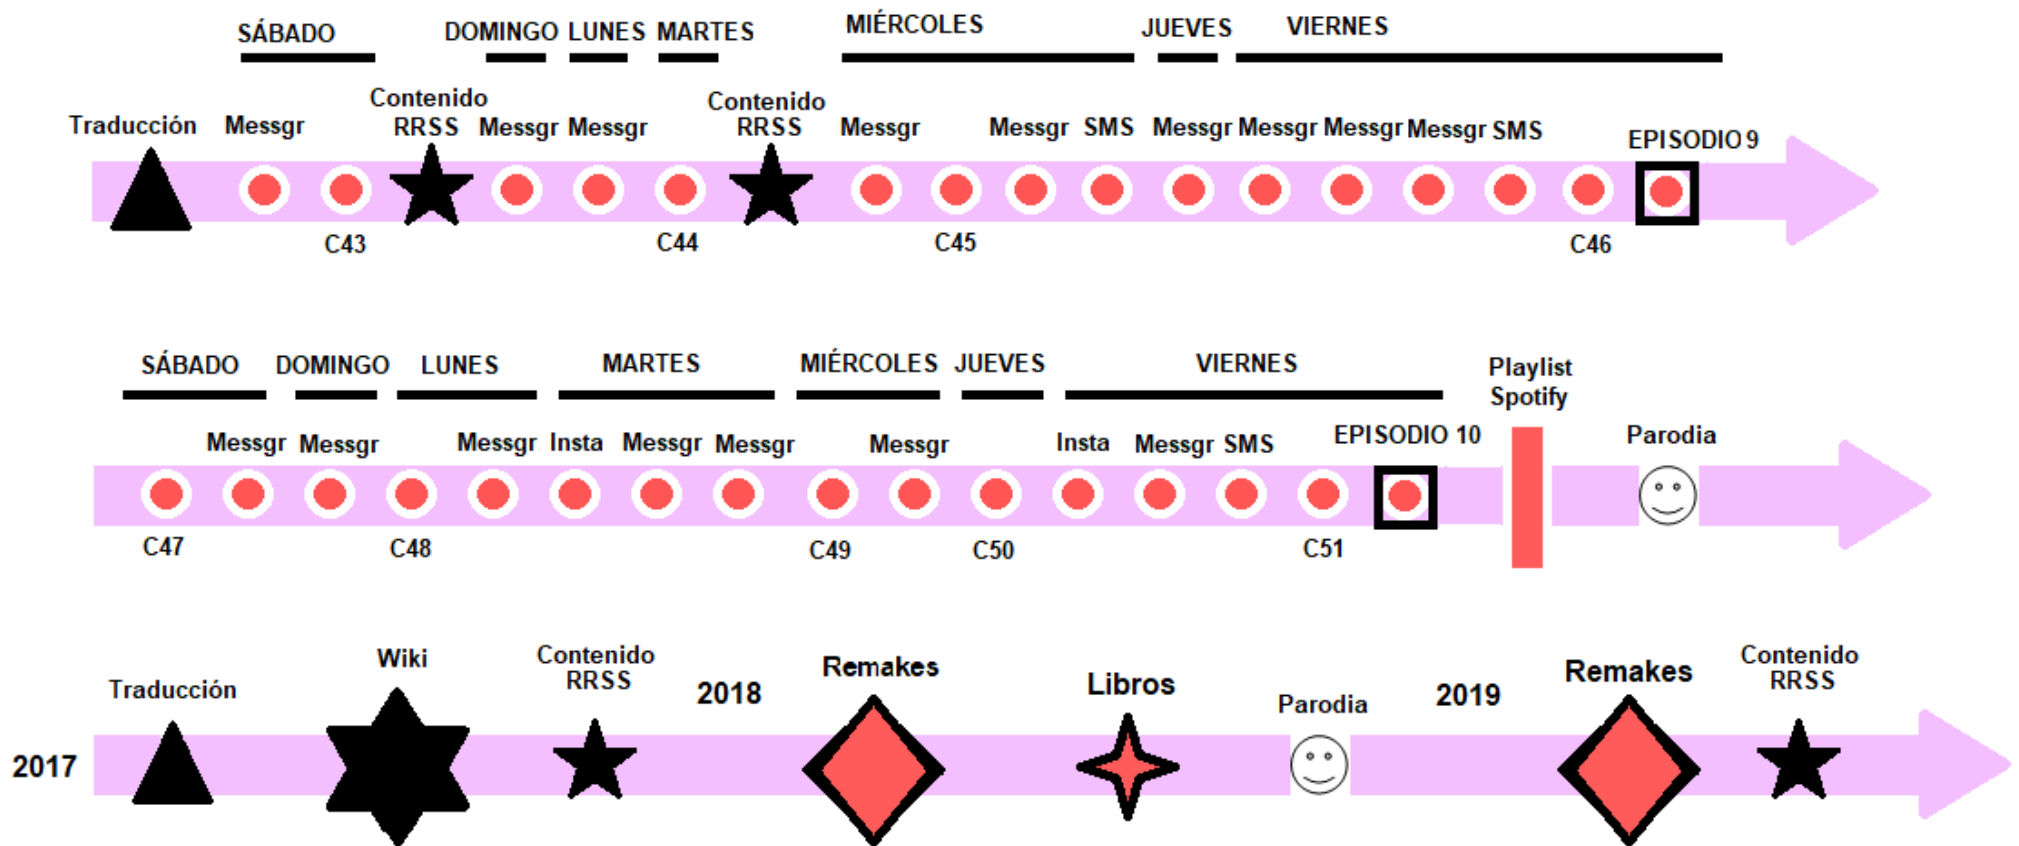 SÁBADO DOMINGO LUNES MARTES MIÉRCOLES JUEVES VIERNES
Traducción Messgr Contenido RRSS Messgr Messgr Contenido RRSS Messgr Messgr SMS Messgr Messgr Messgr Messgr SMS EPISODIO 9
C43 C44 C45 C46
SÁBADO DOMINGO LUNES MARTES MIÉRCOLES JUEVES VIERNES Playlist Spotify
Messgr Messgr Messgr Insta Messgr Messgr Messgr Insta Messgr SMS EPISODIO 10 Parodia
C47 C48 C49 C50 C51
Traducción Wiki Contenido RRSS 2018 Remakes Libros Parodia 2019 Remakes Contenido RRSS
2017